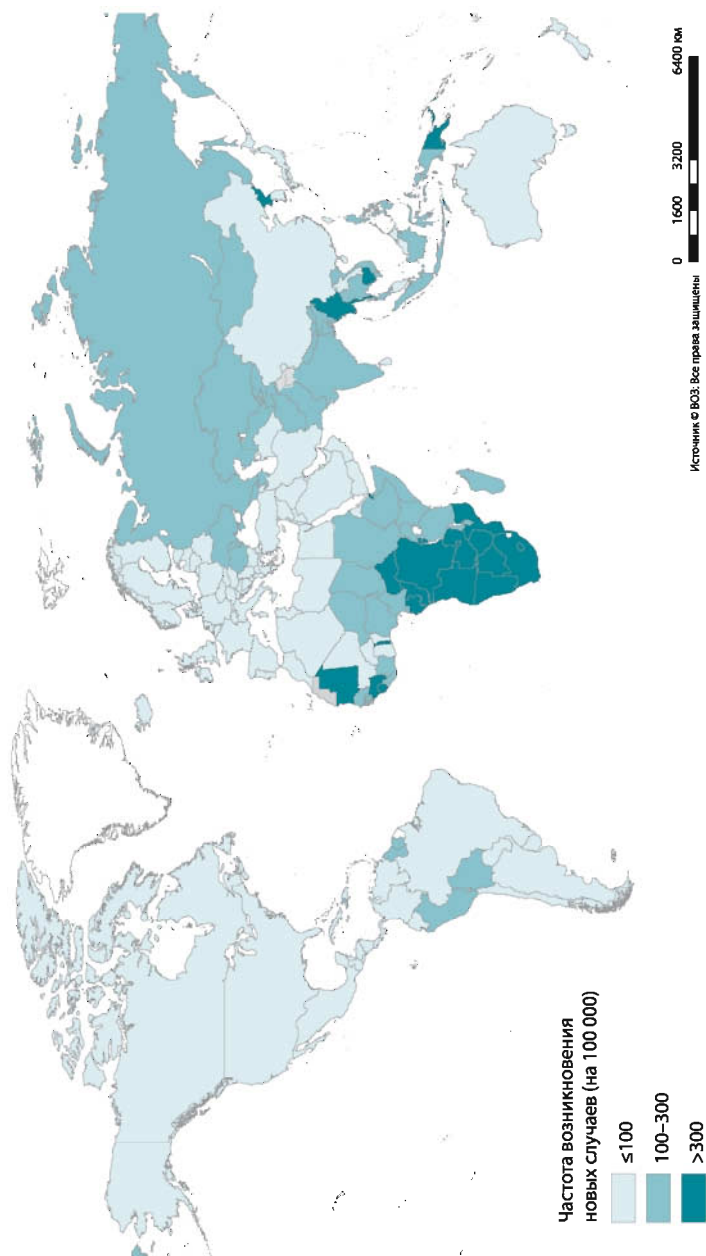 Частота возникновения
новых случаев (на 100 000)
≤100
100–300
>300
0 1600 3200 6400 км
Источник © ВОЗ. Все права защищены